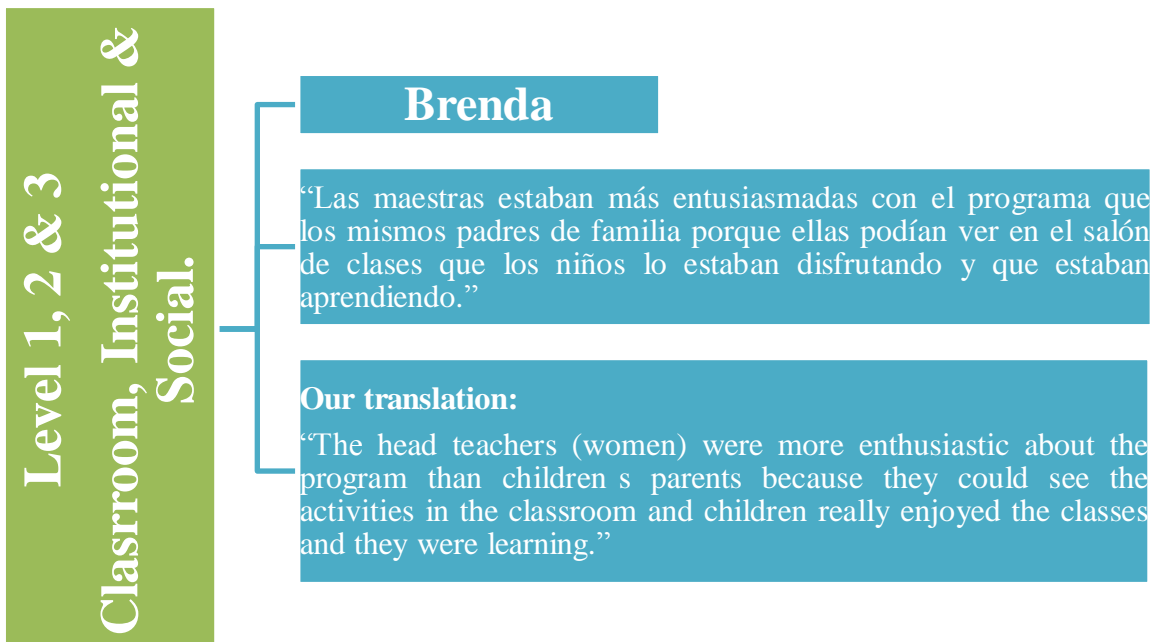 Level 1, 2 & 3
Clasrroom, Institutional &
Social.
Brenda
“Las maestras estaban más entusiasmadas con el programa que
los mismos padres de familia porque ellas podían ver en el salón
de clases que los niños lo estaban disfrutando y que estaban
aprendiendo.”
Our translation:
“The head teachers (women) were more enthusiastic about the
program than children s parents because they could see the
activities in the classroom and children really enjoyed the classes
and they were learning.”